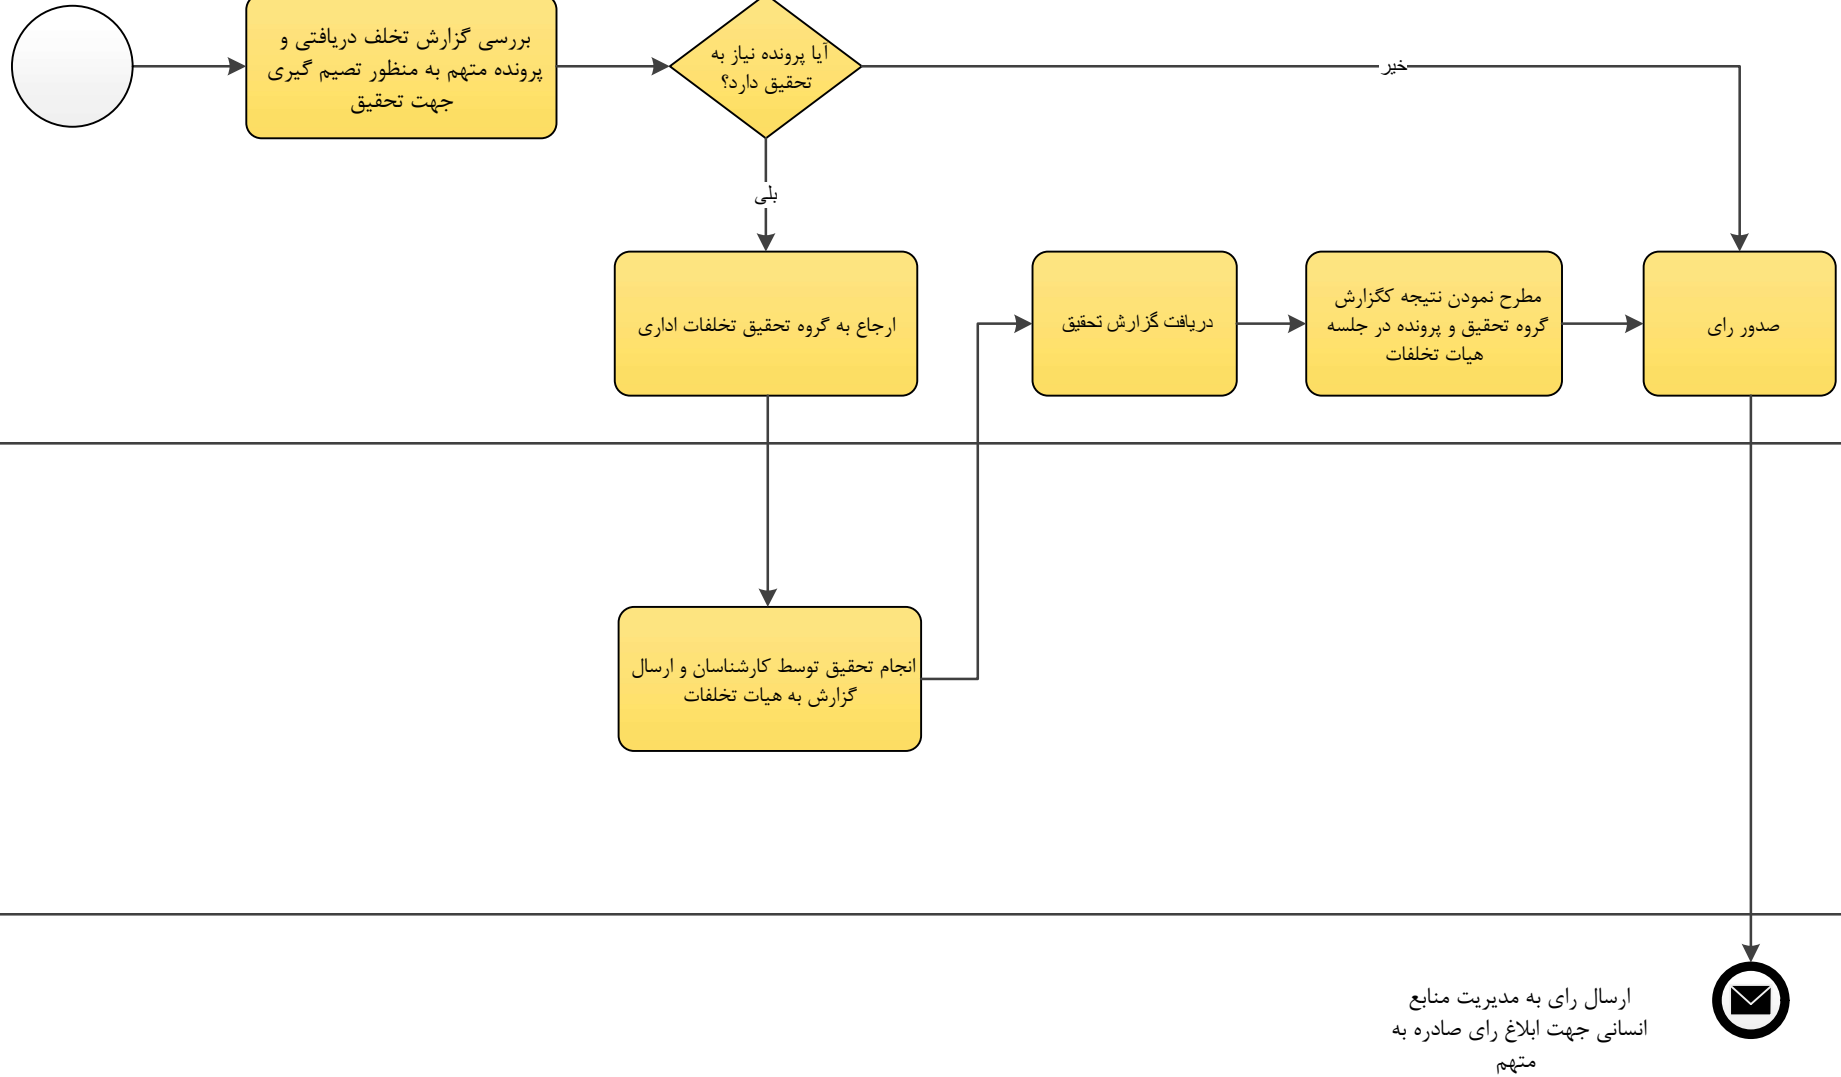 بررسی گزارش تخلف دریافتی و
پرونده متهم به منظور تصیم گیری
جهت تحقیق
آیا پرونده نیاز به
تحقیق دارد؟
خیر
بلی
ارجاع به گروه تحقیق تخلفات اداری
دریافت گزارش تحقیق
مطرح نمودن نتیجه کگزارش
گروه تحقیق و پرونده در جلسه
هیات تخلفات
صدور رای
انجام تحقیق توسط کارشناسان و ارسال
گزارش به هیات تخلفات
ارسال رای به مدیریت منابع
انسانی جهت ابلاغ رای صادره به
متهم